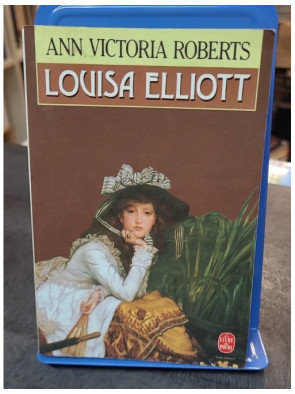 ANN VICTORIA ROBERTS
LOUISA ELLIOTT
LE LIVRE
DE POCHE